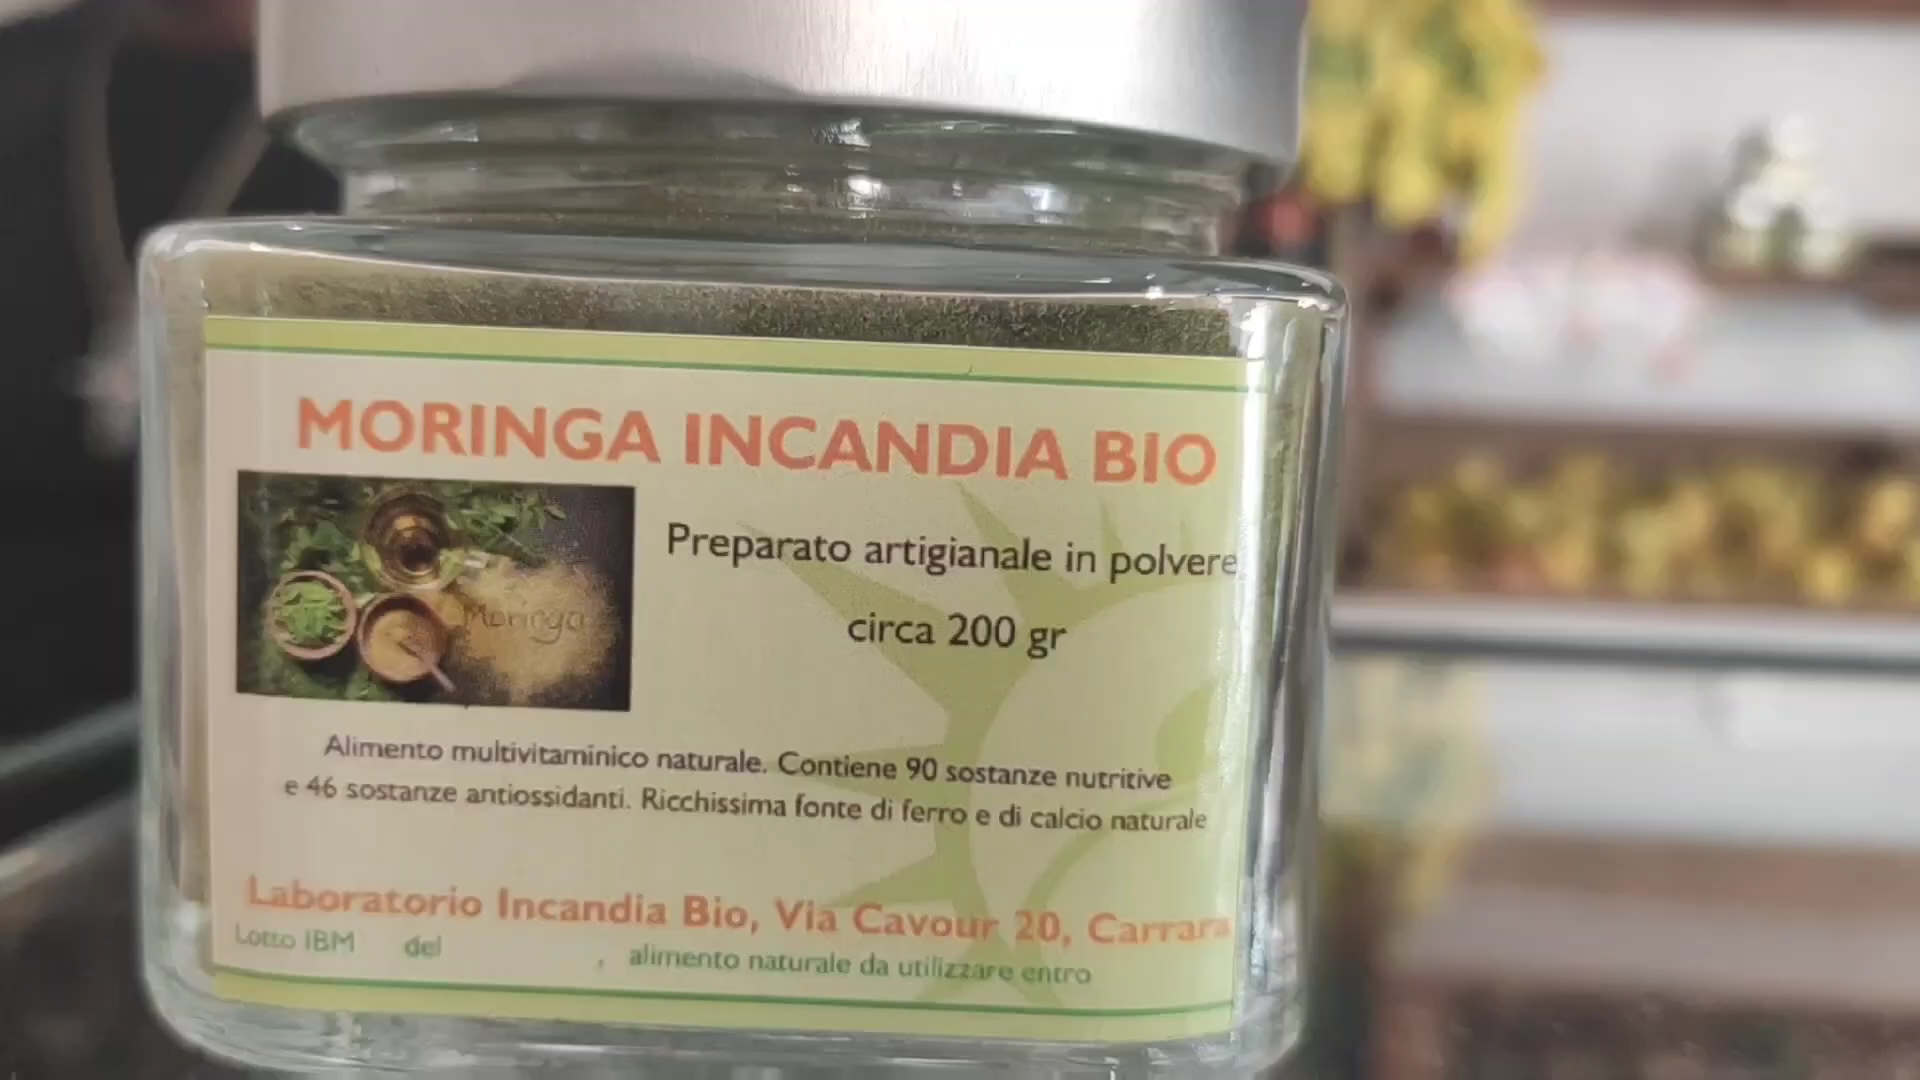 MORINGA INCANDIA BIO
Moringa
Preparato artigianale in polvere
circa 200 gr
Alimento multivitaminico naturale. Contiene 90 sostanze nutritive
e 46 sostanze antiossidanti. Ricchissima fonte di ferro e di calcio naturale
Laboratorio Incandia Bio, Via Cavour 20, Carrara
Lotto IBM del , alimento naturale da utilizzare entro